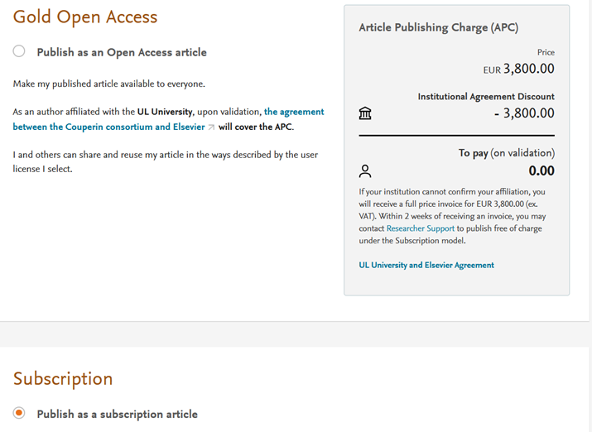 Gold Open Access
Publish as an Open Access article
Make my published article available to everyone.
As an author affiliated with the UL University, upon validation, the agreement
between the Couperin consortium and Elsevier ↗ will cover the APC.
I and others can share and reuse my article in the ways described by the user
license I select.
Article Publishing Charge (APC)
Price
EUR 3,800.00
Institutional Agreement Discount
- 3,800.00
To pay (on validation)
0.00
If your institution cannot confirm your affiliation, you
will receive a full price invoice for EUR 3,800.00 (ex.
VAT). Within 2 weeks of receiving an invoice, you may
contact Researcher Support to publish free of charge
under the Subscription model.
UL University and Elsevier Agreement
Subscription
Publish as a subscription article